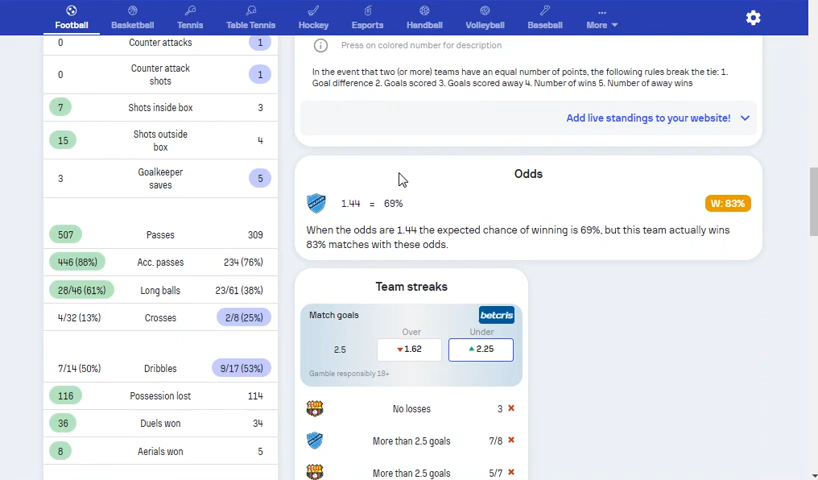 Football Basketball Tennis Table Tennis Hockey Esports Handball Volleyball Baseball More
0 Counter attacks 1
0 Counter attack shots 1
7 Shots inside box 3
15 Shots outside box 4
3 Goalkeeper saves 5
507 Passes 309
446 (88%) Acc. passes 234 (76%)
28/46 (61%) Long balls 23/61 (38%)
4/32 (13%) Crosses 2/8 (25%)
7/14 (50%) Dribbles 9/17 (53%)
116 Possession lost 114
36 Duels won 34
8 Aerials won 5
Press on colored number for description
In the event that two (or more) teams have an equal number of points, the following rules break the tie: 1.
Goal difference 2. Goals scored 3. Goals scored away 4. Number of wins 5. Number of away wins
Add live standings to your website!
Odds
1.44 = 69% W: 83%
When the odds are 1.44 the expected chance of winning is 69%, but this team actually wins
83% matches with these odds.
Team streaks
Match goals betcris
Over Under
2.5 1.62 2.25
Gamble responsibly 18+
No losses 3
More than 2.5 goals 7/8
More than 2.5 goals 5/7